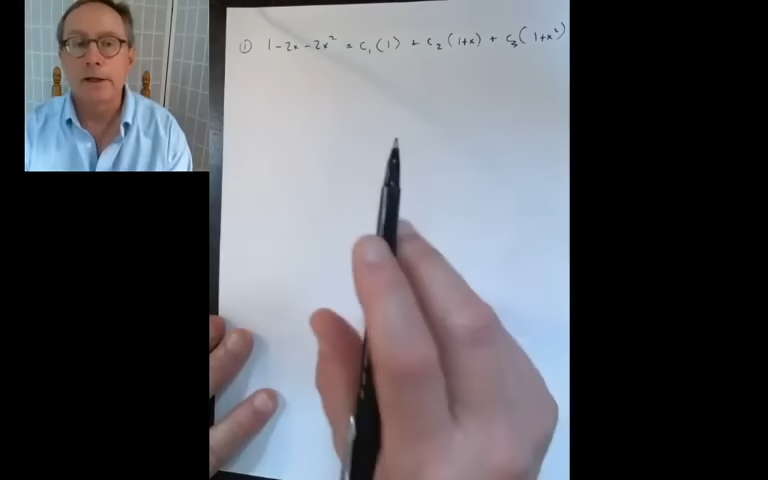 ① 1-2x-2x² = c₁(1) + c₂(1+x) + c₃(1+x²)